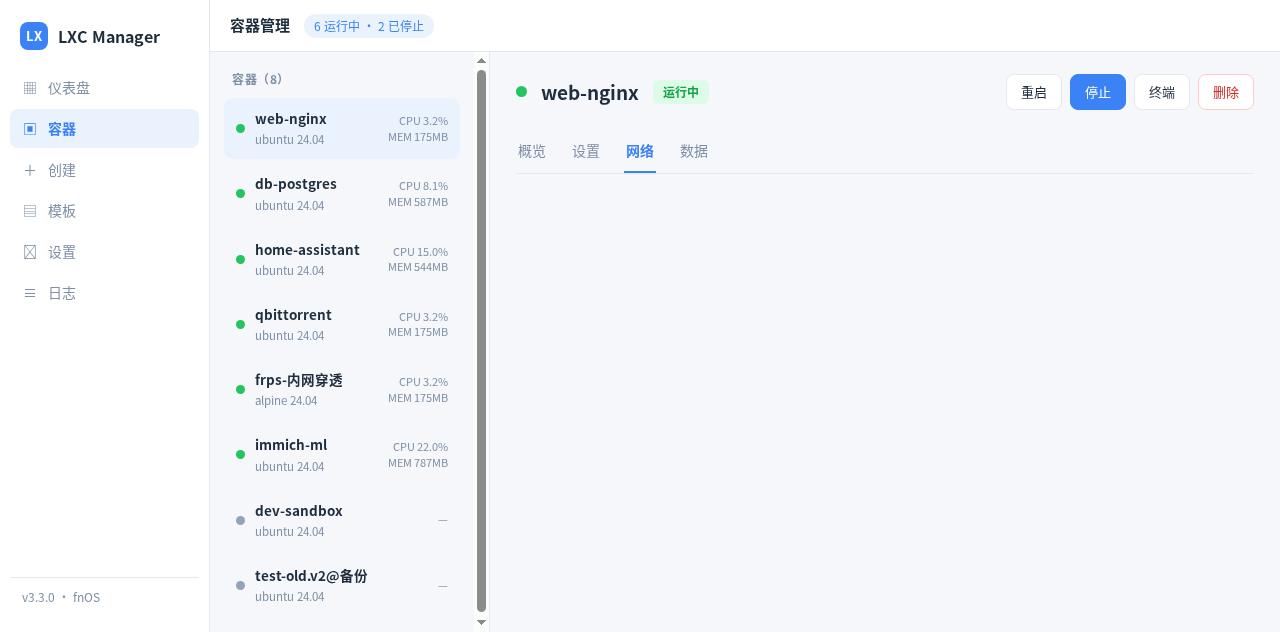 LX LXC Manager
仪表盘
容器
创建
模板
设置
日志
v3.3.0 · fnOS
容器管理 6 运行中 · 2 已停止
容器 (8)
web-nginx CPU 3.2%
ubuntu 24.04 MEM 175MB
db-postgres CPU 8.1%
ubuntu 24.04 MEM 587MB
home-assistant CPU 15.0%
ubuntu 24.04 MEM 544MB
qbittorrent CPU 3.2%
ubuntu 24.04 MEM 175MB
frps-内网穿透 CPU 3.2%
alpine 24.04 MEM 175MB
immich-ml CPU 22.0%
ubuntu 24.04 MEM 787MB
dev-sandbox —
ubuntu 24.04
test-old.v2@备份 —
ubuntu 24.04
web-nginx 运行中 重启 停止 终端 删除
概览 设置 网络 数据